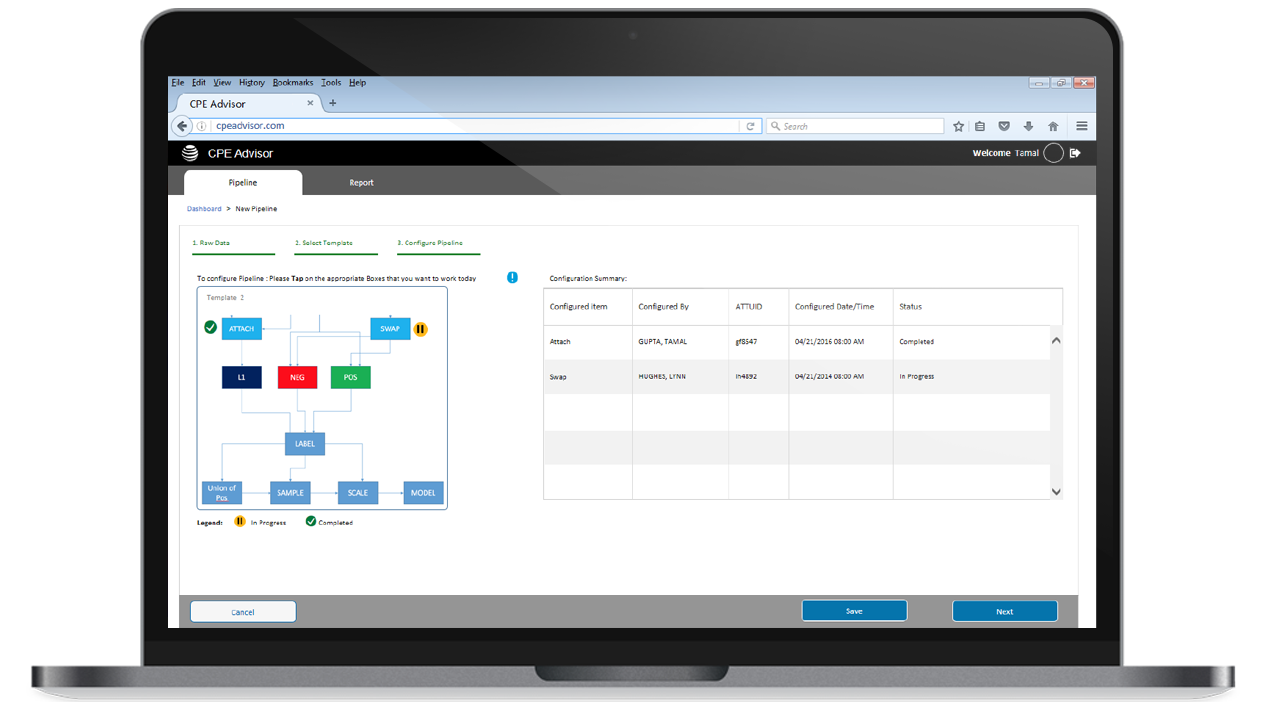 File Edit View History Bookmarks Tools Help
CPE Advisor
cpeadvisor.com
Search
CPE Advisor
Welcome Tamal
Pipeline Report
Dashboard > New Pipeline
1. Raw Data 2. Select Template 3. Configure Pipeline
To configure Pipeline : Please Tap on the appropriate Boxes that you want to work today
Template 2
ATTACH SWAP
L1 NEG POS
LABEL
Union of
Pos
SAMPLE SCALE MODEL
Legend: In Progress Completed
Configuration Summary:
Configured Item Configured By ATTUID Configured Date/Time Status
Attach GUPTA, TAMAL gf8547 04/21/2016 08:00 AM Completed
Swap HUGHES, LYNN lh4892 04/21/2014 08:00 AM In Progress
Cancel Save Next